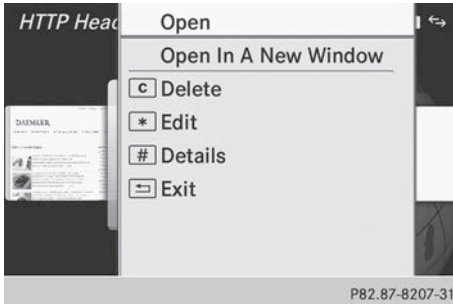 HTTP Head
Open
Open In A New Window
C Delete
* Edit
# Details
Exit
DAIMLER
P82.87-8207-31